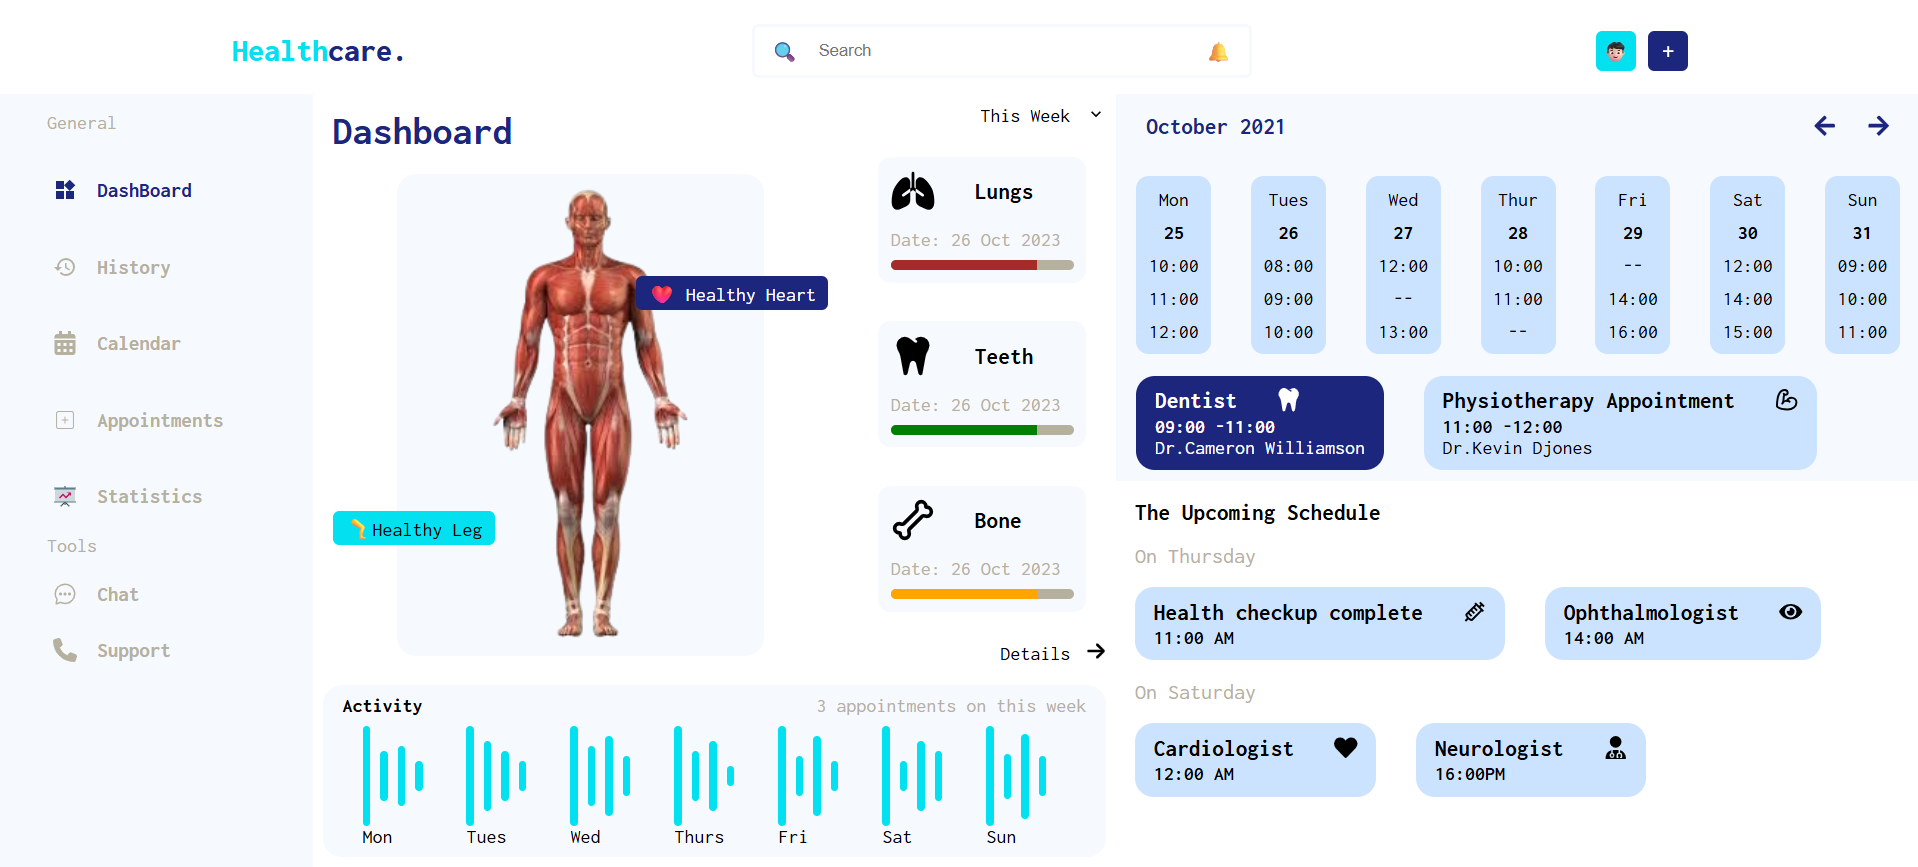 Healthcare.
Search
+
General
DashBoard
History
Calendar
Appointments
Statistics
Tools
Chat
Support
Dashboard
This Week
Healthy Heart
Healthy Leg
Lungs
Date: 26 Oct 2023
Teeth
Date: 26 Oct 2023
Bone
Date: 26 Oct 2023
Details
Activity
3 appointments on this week
Mon Tues Wed Thurs Fri Sat Sun
October 2021
Mon Tues Wed Thur Fri Sat Sun
25 26 27 28 29 30 31
10:00 08:00 12:00 10:00 -- 12:00 09:00
11:00 09:00 -- 11:00 14:00 14:00 10:00
12:00 10:00 13:00 -- 16:00 15:00 11:00
Dentist
09:00 -11:00
Dr.Cameron Williamson
Physiotherapy Appointment
11:00 -12:00
Dr.Kevin Djones
The Upcoming Schedule
On Thursday
Health checkup complete
11:00 AM
Ophthalmologist
14:00 AM
On Saturday
Cardiologist
12:00 AM
Neurologist
16:00PM